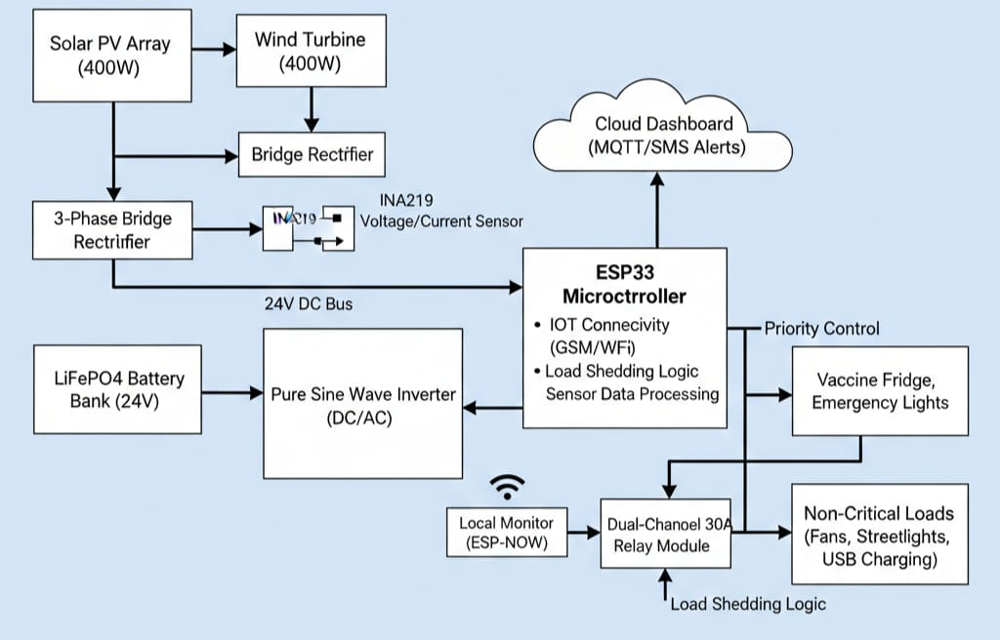 Solar PV Array
(400W)
Wind Turbine
(400W)
Bridge Rectifier
Cloud Dashboard
(MQTT/SMS Alerts)
3-Phase Bridge
Rectrifier
INA219
Voltage/Current Sensor
24V DC Bus
ESP33
Microctrroller
• IOT Connecivity
(GSM/WFi)
• Load Shedding Logic
Sensor Data Processing
Priority Control
LiFePO4 Battery
Bank (24V)
Pure Sine Wave Inverter
(DC/AC)
Vaccine Fridge,
Emergency Lights
Local Monitor
(ESP-NOW)
Dual-Chanoel 30A
Relay Module
Non-Critical Loads
(Fans, Streetlights,
USB Charging)
Load Shedding Logic